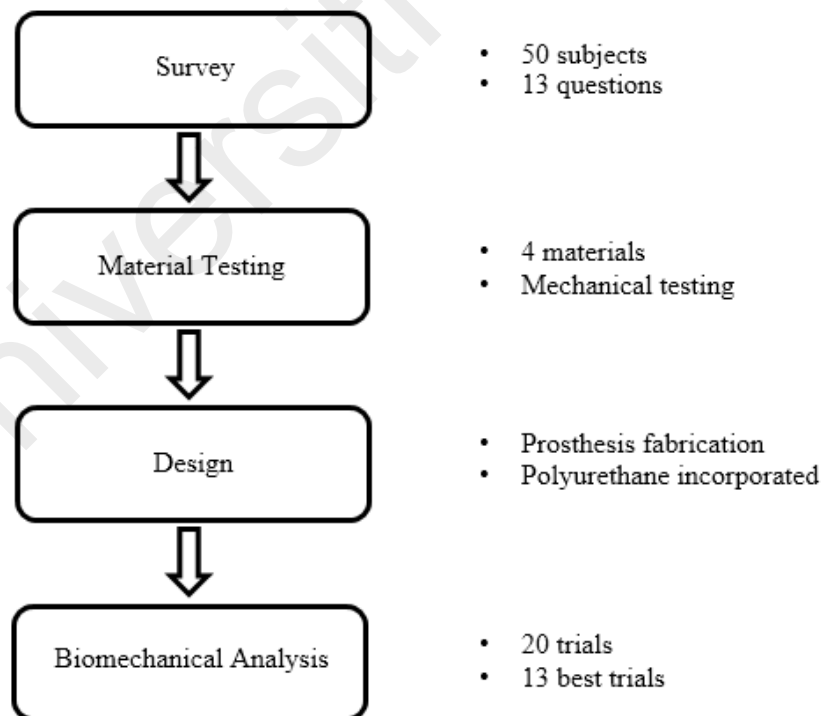 Survey
• 50 subjects
• 13 questions
Material Testing
• 4 materials
• Mechanical testing
Design
• Prosthesis fabrication
• Polyurethane incorporated
Biomechanical Analysis
• 20 trials
• 13 best trials
niversiti